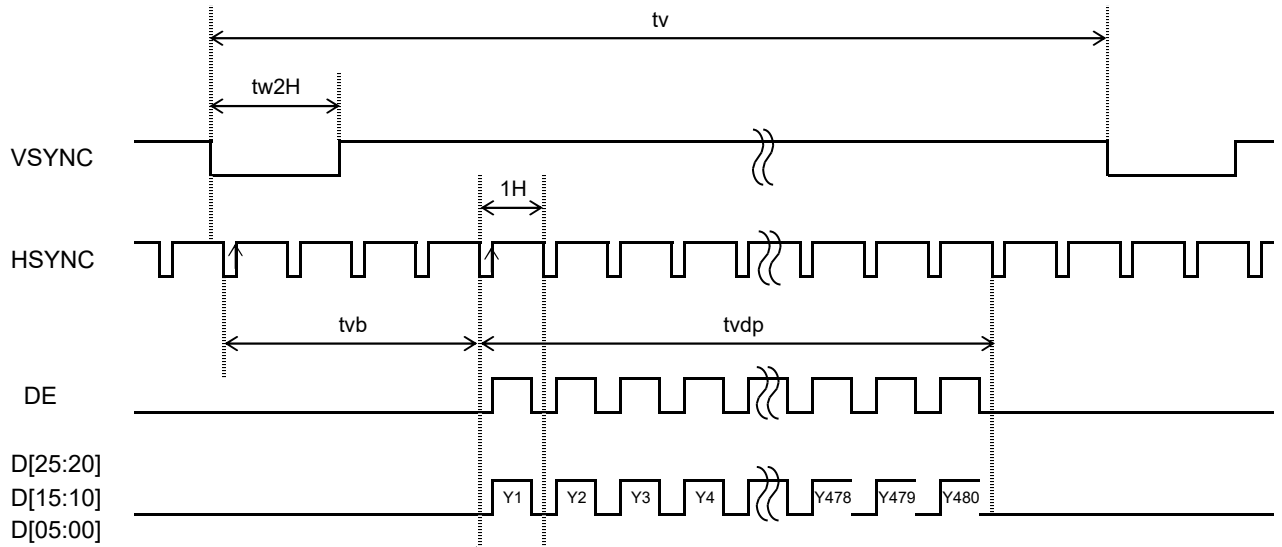 tv
tw2H
VSYNC
1H
HSYNC
tvb
tvdp
DE
D[25:20]
D[15:10]
D[05:00]
Y1 Y2 Y3 Y4 Y478 Y479 Y480